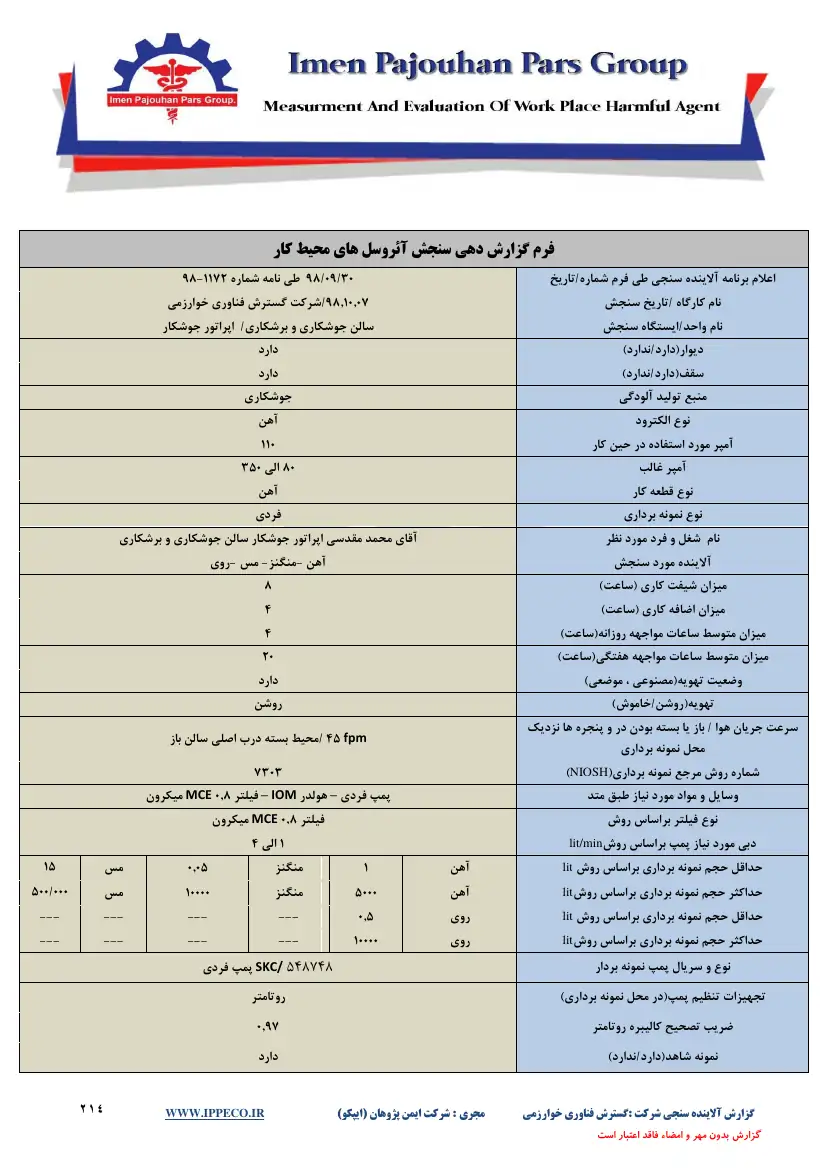 Imen Pajouhan Pars Group
Imen Pajouhan Pars Group.
Measurment And Evaluation Of Work Place Harmful Agent
فرم گزارش دهی سنجش آئروسل های محیط کار
اعلام برنامه آلاینده سنجی طی فرم شماره/تاریخ ۹۸/۰۹/۳۰ طی نامه شماره ۱۱۷۲-۹۸
نام کارگاه /تاریخ سنجش ۹۸,۱۰,۰۷/شرکت گسترش فناوری خوارزمی
نام واحد/ایستگاه سنجش سالن جوشکاری و برشکاری/ اپراتور جوشکار
دیوار(دارد/ندارد) دارد
سقف(دارد/ندارد) دارد
منبع تولید آلودگی جوشکاری
نوع الکترود آهن
آمپر مورد استفاده در حین کار ۱۱۰
آمپر غالب ۸۰ الی ۳۵۰
نوع قطعه کار آهن
نوع نمونه برداری فردی
نام شغل و فرد مورد نظر آقای محمد مقدسی اپراتور جوشکار سالن جوشکاری و برشکاری
آلاینده مورد سنجش آهن -منگنز- مس -روی
میزان شیفت کاری (ساعت) ۸
میزان اضافه کاری (ساعت) ۴
میزان متوسط ساعات مواجهه روزانه(ساعت) ۴
میزان متوسط ساعات مواجهه هفتگی(ساعت) ۲۰
وضعیت تهویه(مصنوعی ، موضعی) دارد
تهویه(روشن/خاموش) روشن
سرعت جریان هوا / باز یا بسته بودن در و پنجره ها نزدیک
محل نمونه برداری ۴۵ fpm /محیط بسته درب اصلی سالن باز
شماره روش مرجع نمونه برداری(NIOSH) ۷۳۰۳
وسایل و مواد مورد نیاز طبق متد پمپ فردی – هولدر IOM – فیلتر MCE ۰,۸ میکرون
نوع فیلتر براساس روش فیلتر MCE ۰,۸ میکرون
دبی مورد نیاز پمپ براساس روشlit/min ۱ الی ۴
حداقل حجم نمونه برداری براساس روش lit آهن ۱ منگنز ۰,۰۵ مس ۱۵
حداکثر حجم نمونه برداری براساس روشlit آهن ۵۰۰۰ منگنز ۱۰۰۰۰ مس ۵۰۰/۰۰۰
حداقل حجم نمونه برداری براساس روش lit روی ۰,۵ --- --- --- ---
حداکثر حجم نمونه برداری براساس روشlit روی ۱۰۰۰۰ --- --- --- ---
نوع و سریال پمپ نمونه بردار پمپ فردی SKC/ ۵۴۸۷۴۸
تجهیزات تنظیم پمپ(در محل نمونه برداری) روتامتر
ضریب تصحیح کالیبره روتامتر ۰,۹۷
نمونه شاهد(دارد/ندارد) دارد
گزارش آلاینده سنجی شرکت :گسترش فناوری خوارزمی مجری : شرکت ایمن پژوهان (ایپکو) WWW.IPPECO.IR ۲۱٤
گزارش بدون مهر و امضاء فاقد اعتبار است